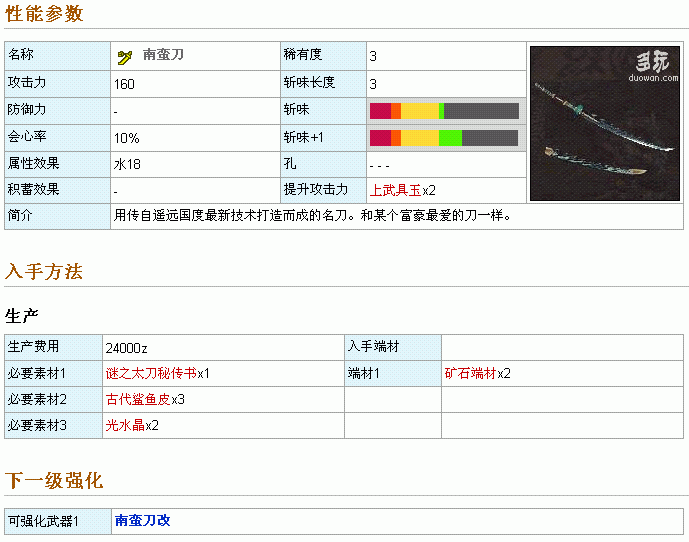 性能参数
名称 南蛮刀 稀有度 3
攻击力 160 斩味长度 3
防御力 - 斩味
会心率 10% 斩味+1
属性效果 水18 孔 - - -
积蓄效果 - 提升攻击力 上武具玉x2
多玩
duowan.com
简介 用传自遥远国度最新技术打造而成的名刀。和某个富豪最爱的刀一样。
入手方法
生产
生产费用 24000z 入手端材
必要素材1 谜之太刀秘传书x1 端材1 矿石端材x2
必要素材2 古代鲨鱼皮x3
必要素材3 光水晶x2
下一级强化
可强化武器1 南蛮刀改